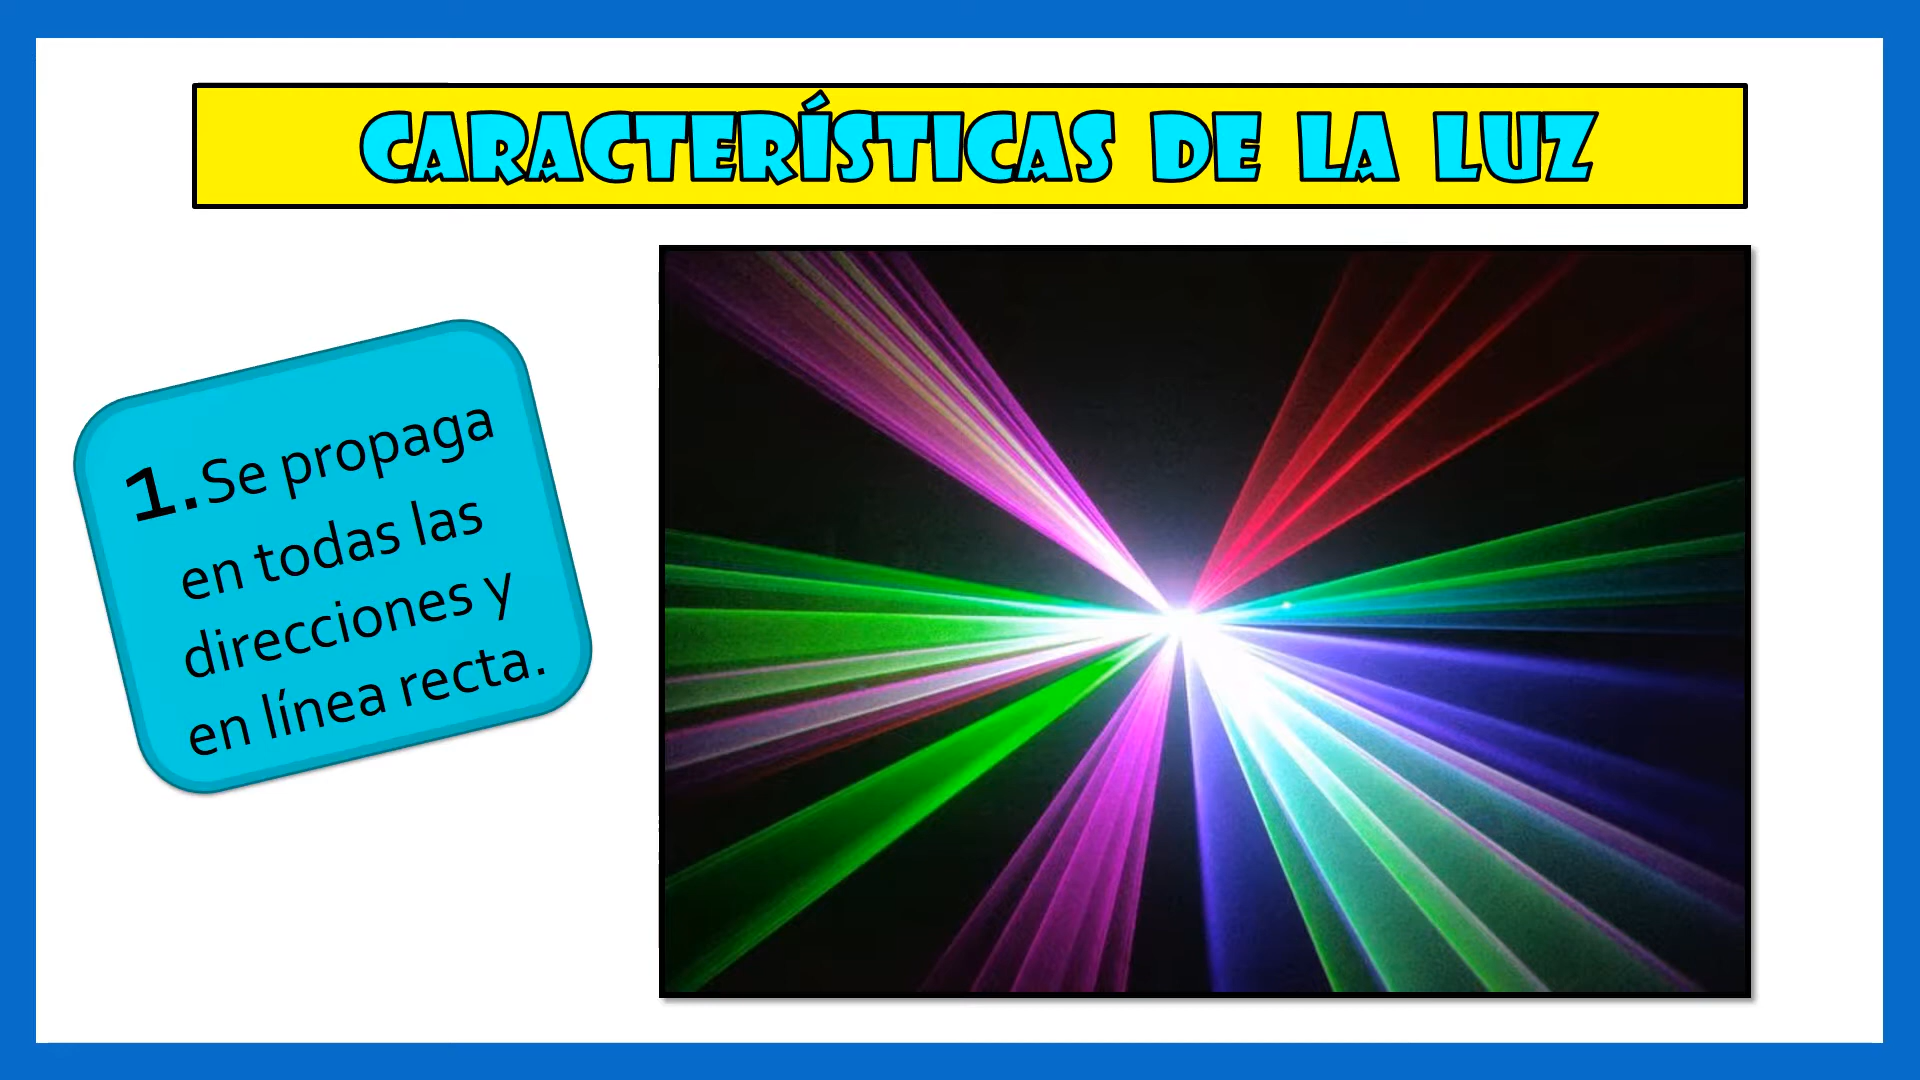 CARACTERÍSTICAS DE LA LUZ
1.Se propaga
en todas las
direcciones y
en línea recta.